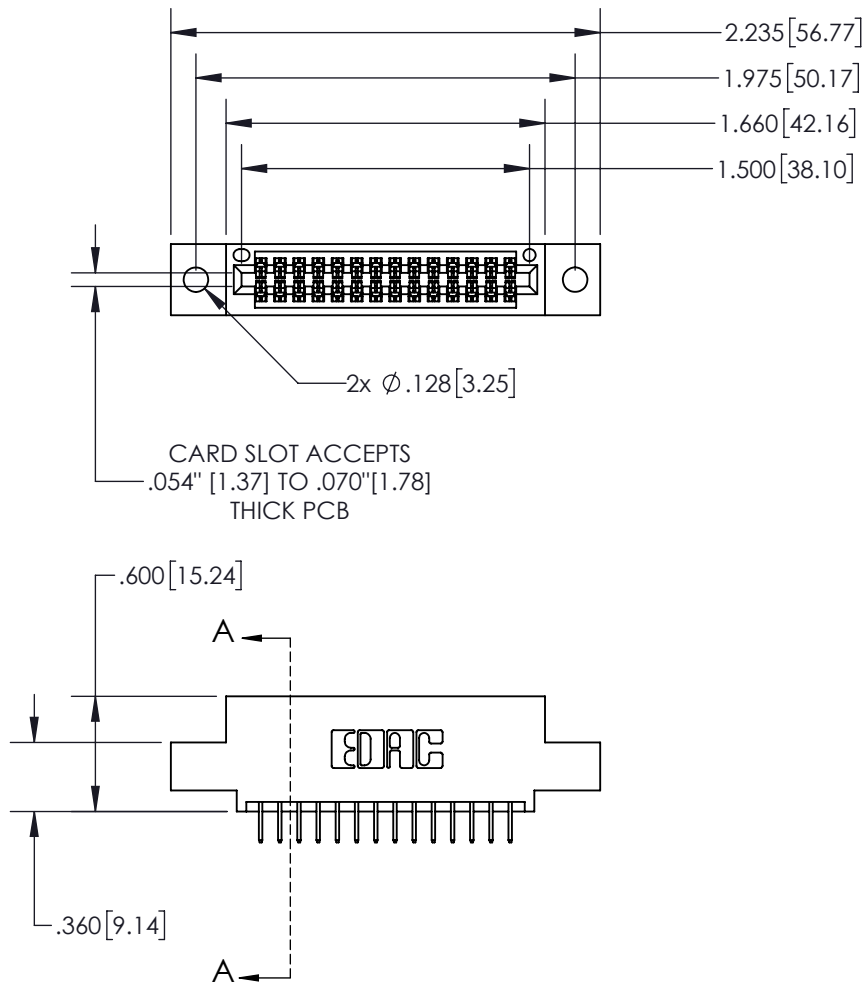 2.235[56.77]
1.975[50.17]
1.660[42.16]
1.500[38.10]
2x ∅.128[3.25]
CARD SLOT ACCEPTS
.054" [1.37] TO .070"[1.78]
THICK PCB
.600[15.24]
A
EDAC
.360[9.14]
A